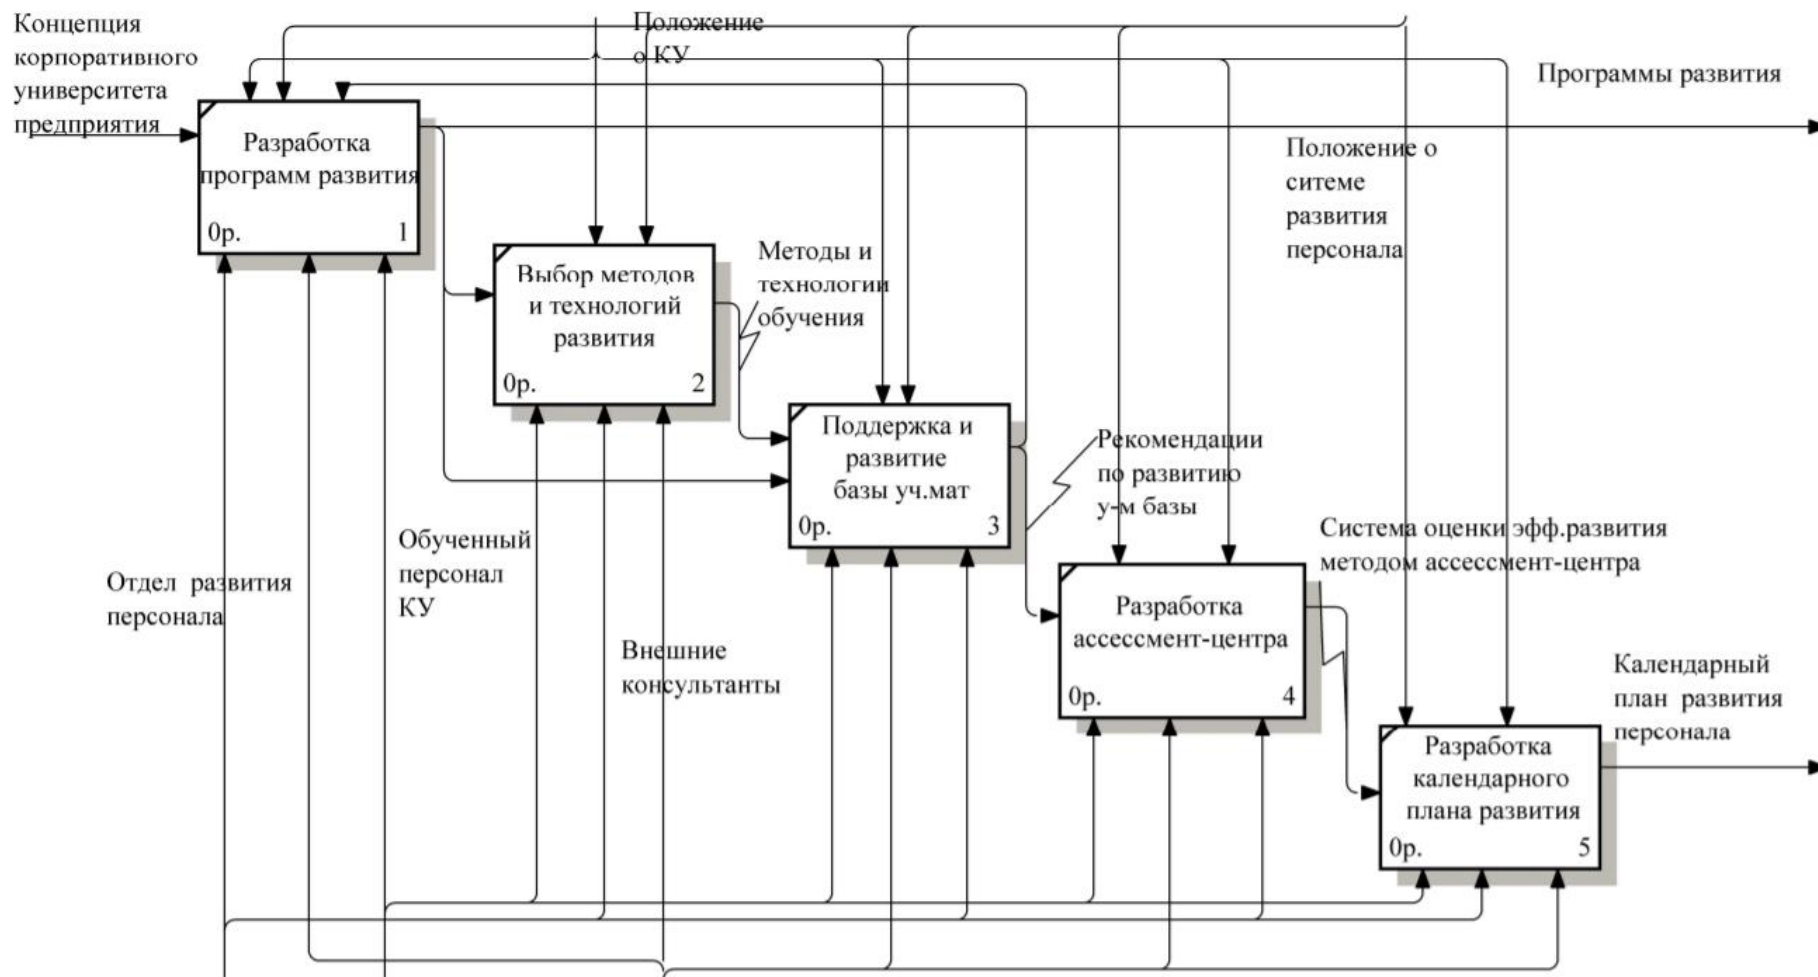 Концепция
корпоративного
университета
предприятия
Положение
о КУ
Программы развития
Разработка
программ развития
0р.
1
Положение о
ситеме
развития
персонала
Выбор методов
и технологий
развития
0р.
2
Методы и
технологии
обучения
Поддержка и
развитие
базы уч.мат
0р.
3
Рекомендации
по развитию
у-м базы
Обученный
персонал
КУ
Отдел развития
персонала
Система оценки эфф.развития
методом ассессмент-центра
Внешние
консультанты
Разработка
ассессмент-центра
0р.
4
Календарный
план развития
персонала
Разработка
календарного
плана развития
0р.
5